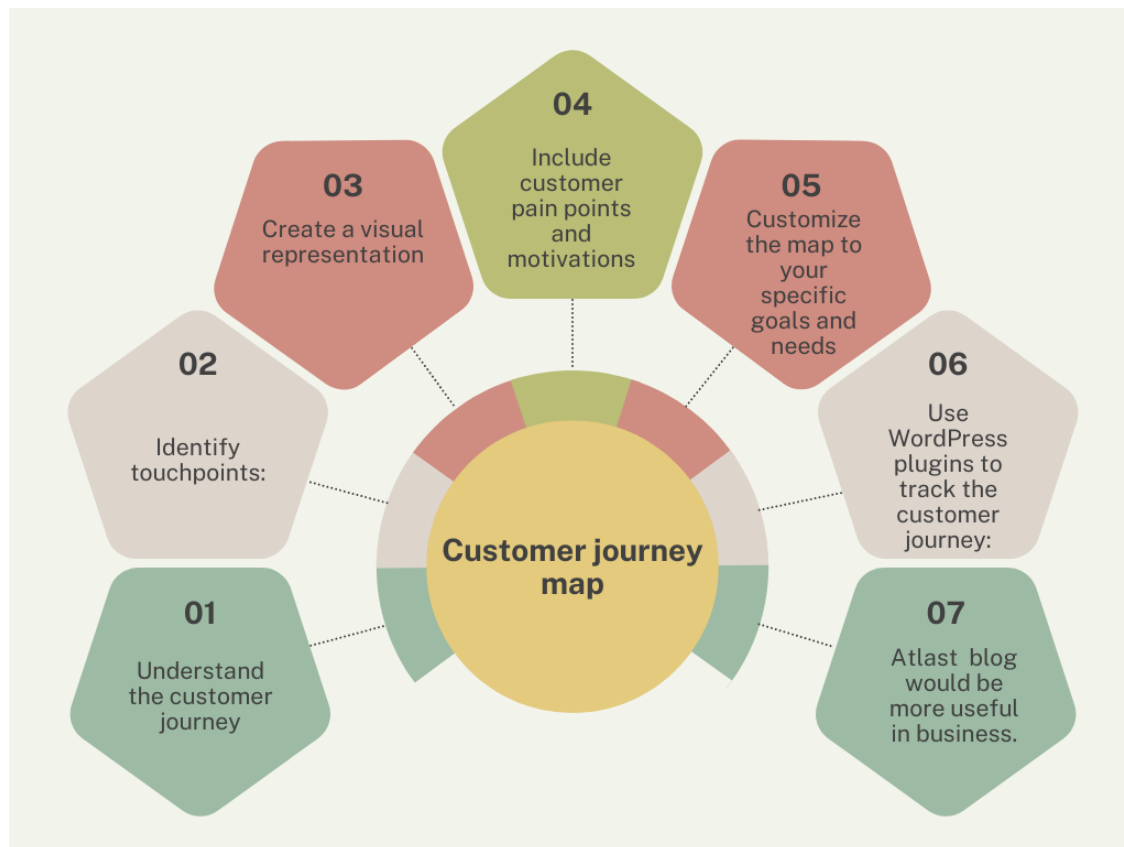 01
Understand
the customer
journey
02
Identify
touchpoints:
03
Create a visual
representation
04
Include
customer
pain points
and
motivations
05
Customize
the map to
your
specific
goals and
needs
06
Use
WordPress
plugins to
track the
customer
journey:
07
Atlast  blog
would be
more useful
in business.
Customer journey
map